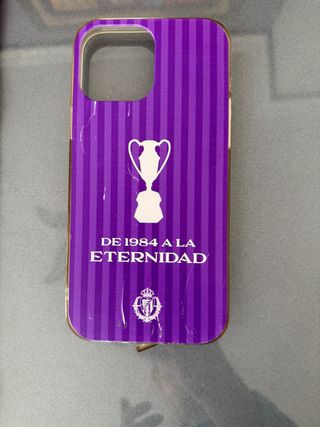 DE 1984 A LA
ETERNIDAD